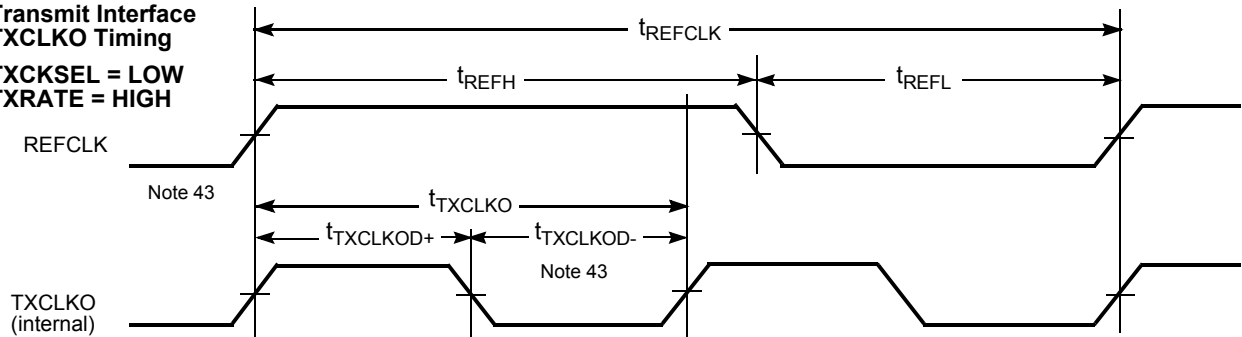 Transmit Interface
TXCLKO Timing
TXCKSEL = LOW
TXRATE = HIGH
tREFCLK
tREFH
tREFL
REFCLK
Note 43
tTXCLKO
tTXCLKOD+
tTXCLKOD-
Note 43
TXCLKO
(internal)